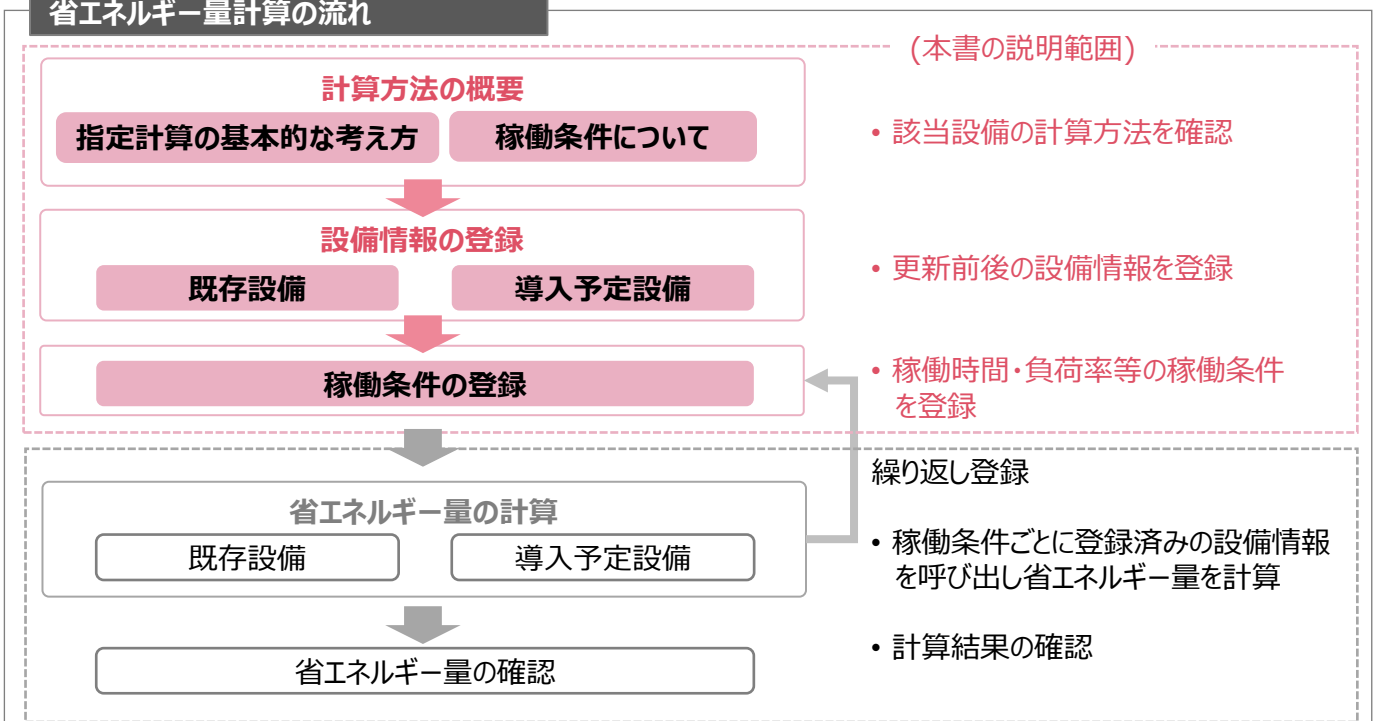 省エネルギー量計算の流れ
(本書の説明範囲)
計算方法の概要
指定計算の基本的な考え方
稼働条件について
• 該当設備の計算方法を確認
設備情報の登録
既存設備
導入予定設備
• 更新前後の設備情報を登録
稼働条件の登録
• 稼働時間・負荷率等の稼働条件
を登録
繰り返し登録
省エネルギー量の計算
既存設備
導入予定設備
• 稼働条件ごとに登録済みの設備情報
を呼び出し省エネルギー量を計算
省エネルギー量の確認
• 計算結果の確認